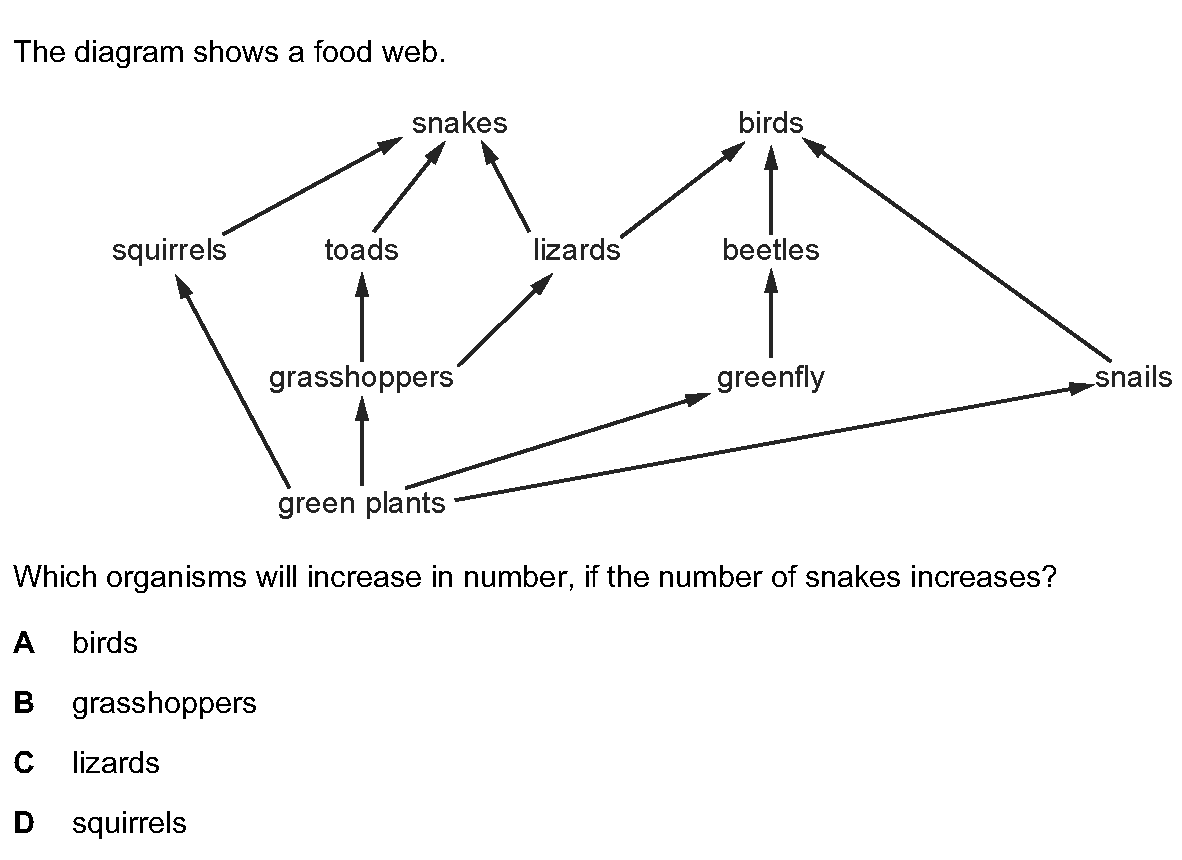 The diagram shows a food web.
snakes birds
squirrels toads lizards beetles
grasshoppers greenfly snails
green plants
Which organisms will increase in number, if the number of snakes increases?
A birds
B grasshoppers
C lizards
D squirrels